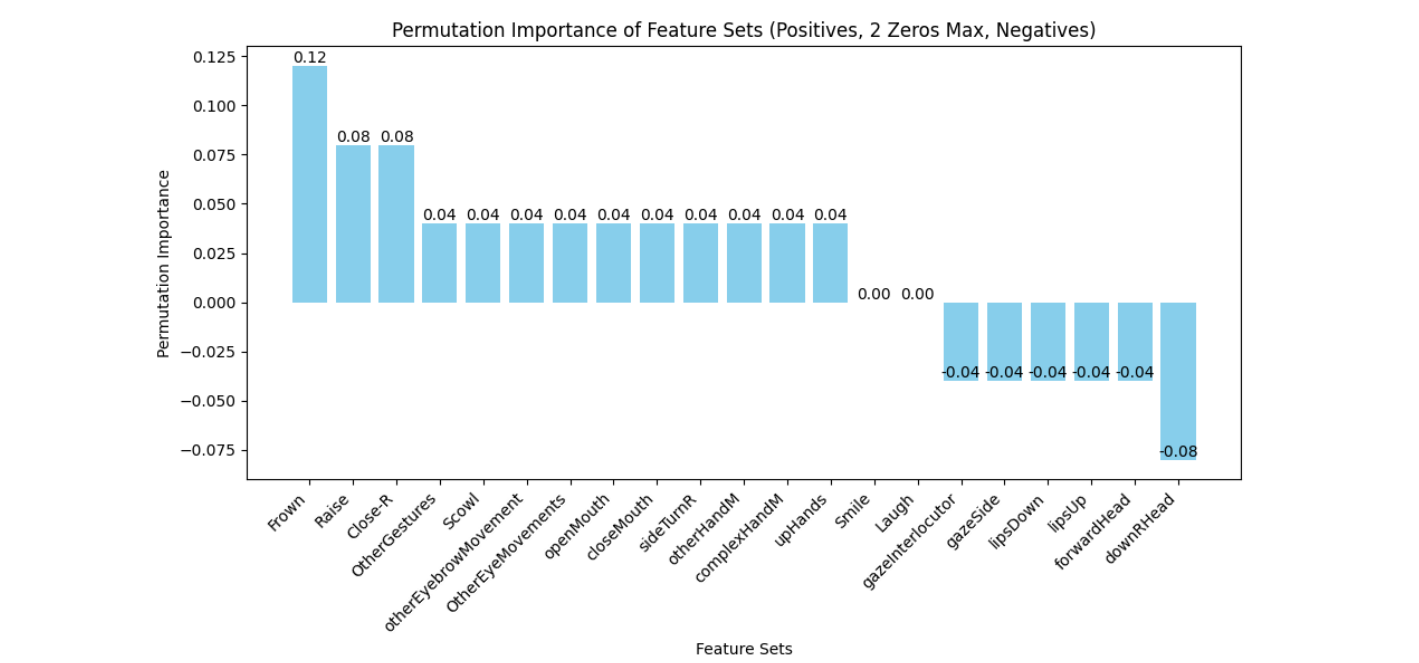 Permutation Importance of Feature Sets (Positives, 2 Zeros Max, Negatives)
Permutation Importance
0.125
0.100
0.075
0.050
0.025
0.000
−0.025
−0.050
−0.075
0.12
0.08
0.08
0.04
0.04
0.04
0.04
0.04
0.04
0.04
0.04
0.04
0.04
0.00
0.00
-0.04
-0.04
-0.04
-0.04
-0.04
-0.08
Frown
Raise
Close-R
OtherGestures
Scowl
otherEyebrowMovement
OtherEyeMovements
openMouth
closeMouth
sideTurnR
otherHandM
complexHandM
upHands
Smile
Laugh
gazeInterlocutor
gazeSide
lipsDown
lipsUp
forwardHead
downRHead
Feature Sets